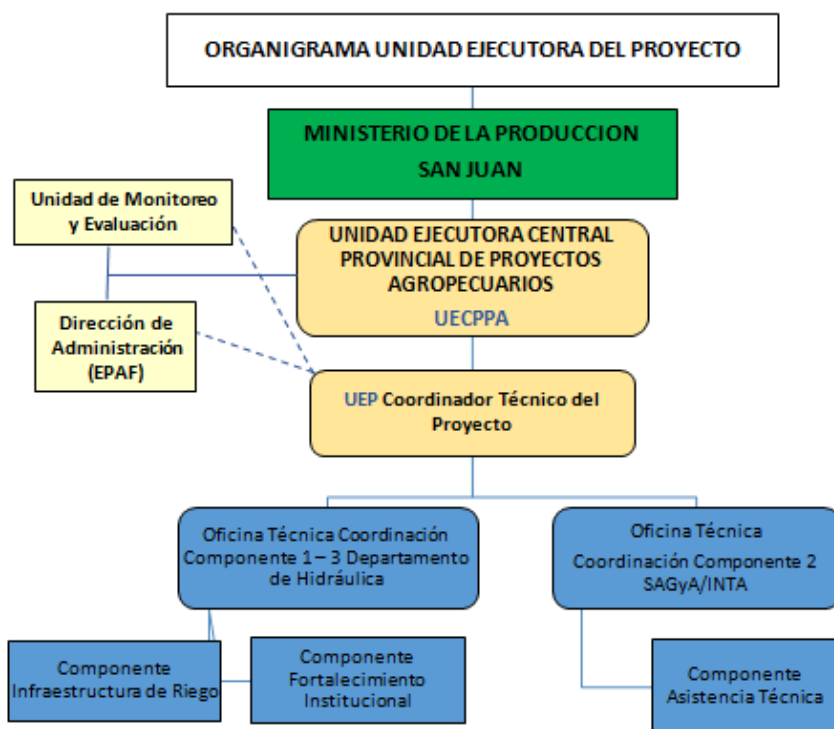 ORGANIGRAMA UNIDAD EJECUTORA DEL PROYECTO
MINISTERIO DE LA PRODUCCION
SAN JUAN
Unidad de Monitoreo
y Evaluación
UNIDAD EJECUTORA CENTRAL
PROVINCIAL DE PROYECTOS
AGROPECUARIOS
UECPPA
Dirección de
Administración
(EPAF)
UEP Coordinador Técnico del
Proyecto
Oficina Técnica Coordinación
Componente 1 – 3 Departamento
de Hidráulica
Oficina Técnica
Coordinación Componente 2
SAGyA/INTA
Componente
Infraestructura de Riego
Componente
Fortalecimiento
Institucional
Componente
Asistencia Técnica